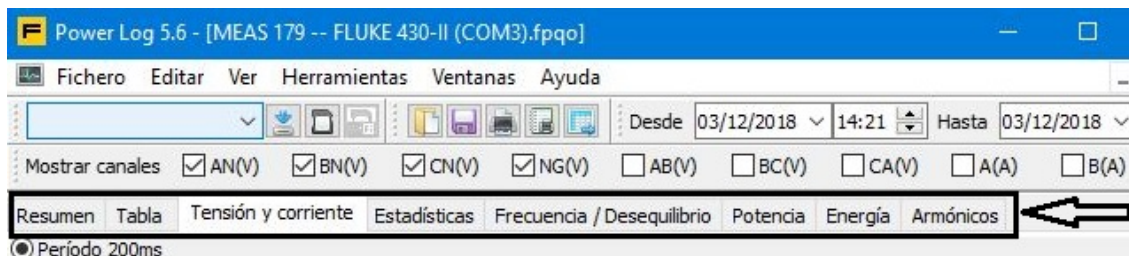 Power Log 5.6 - [MEAS 179 -- FLUKE 430-II (COM3).fpqo]
Fichero Editar Ver Herramientas Ventanas Ayuda
Desde 03/12/2018 14:21 Hasta 03/12/2018
Mostrar canales AN(V) BN(V) CN(V) NG(V) AB(V) BC(V) CA(V) A(A) B(A)
Resumen Tabla Tensión y corriente Estadísticas Frecuencia / Desequilibrio Potencia Energía Armónicos
Período 200ms